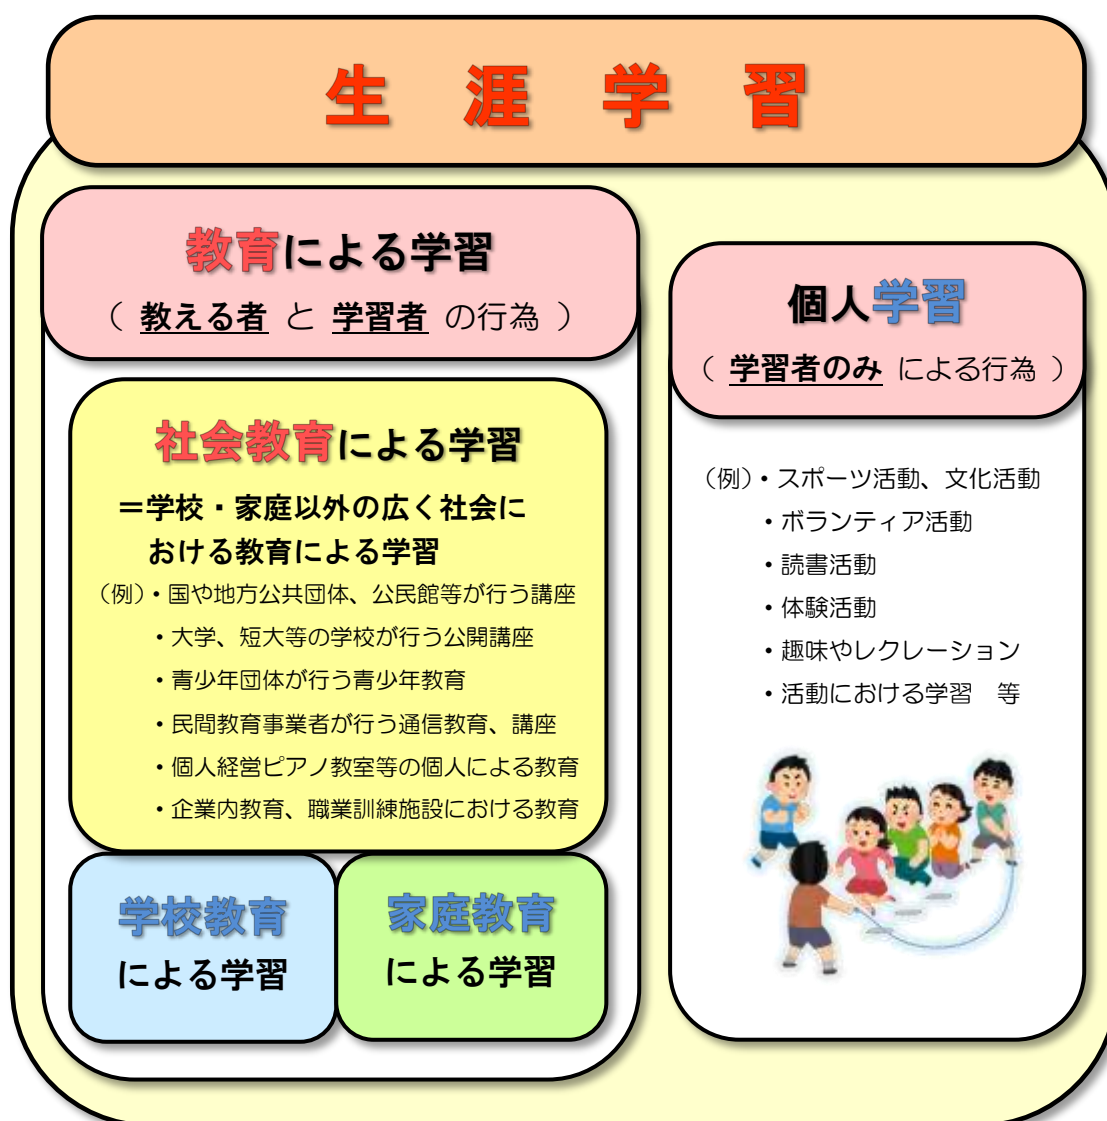 生涯学習
教育による学習
（ 教える者 と 学習者 の行為 ）
社会教育による学習
＝学校・家庭以外の広く社会に
おける教育による学習
（例）・国や地方公共団体、公民館等が行う講座
・大学、短大等の学校が行う公開講座
・青少年団体が行う青少年教育
・民間教育事業者が行う通信教育、講座
・個人経営ピアノ教室等の個人による教育
・企業内教育、職業訓練施設における教育
学校教育
による学習
家庭教育
による学習
個人学習
（ 学習者のみ による行為 ）
（例）・スポーツ活動、文化活動
・ボランティア活動
・読書活動
・体験活動
・趣味やレクレーション
・活動における学習　等